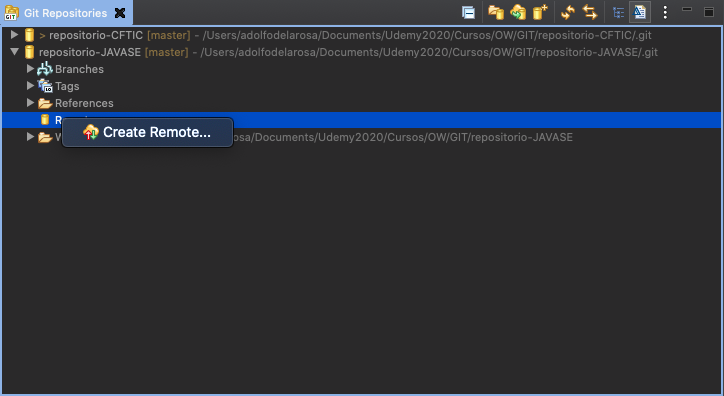 Git Repositories
> repositorio-CFTIC [master] - /Users/adolfodelarosa/Documents/Udemy2020/Cursos/OW/GIT/repositorio-CFTIC/.git
repositorio-JAVASE [master] - /Users/adolfodelarosa/Documents/Udemy2020/Cursos/OW/GIT/repositorio-JAVASE/.git
Branches
Tags
References
Create Remote...
/Documents/Udemy2020/Cursos/OW/GIT/repositorio-JAVASE